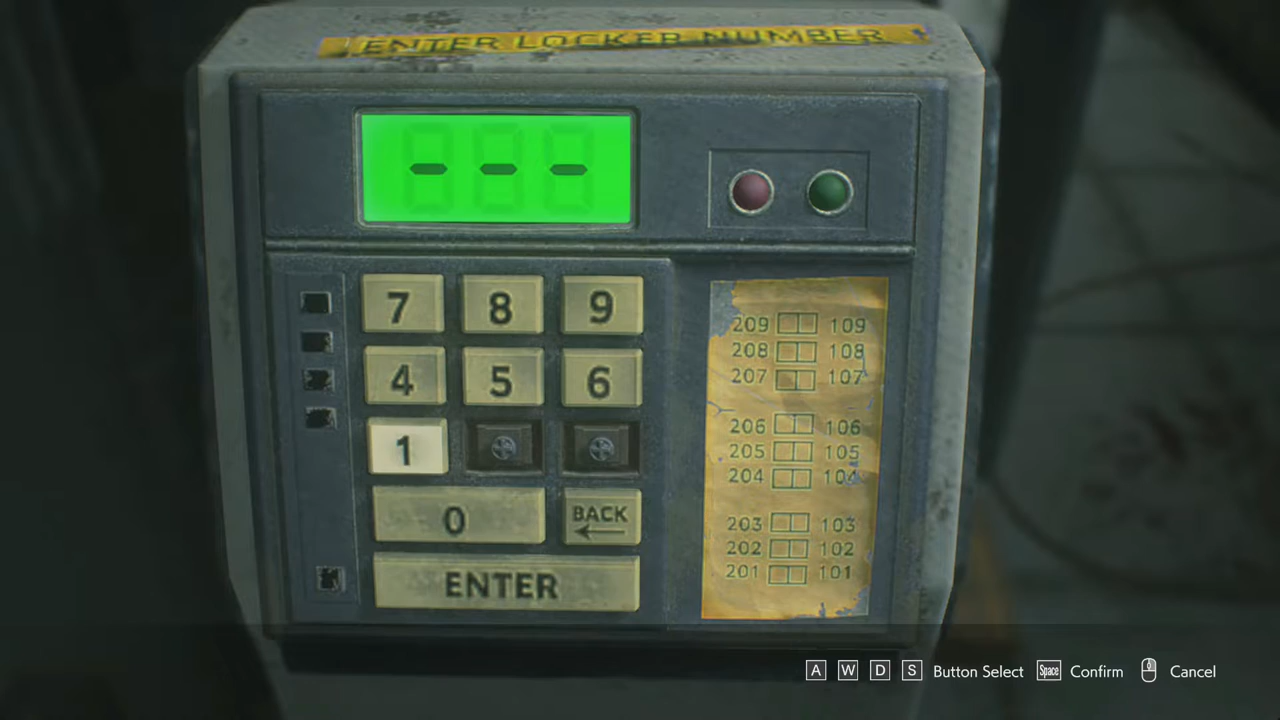 ENTER LOCKER NUMBER
7 8 9
4 5 6
1
0 BACK
ENTER
209 109
208 108
207 107
206 106
205 105
204 104
203 103
202 102
201 101
A W D S Button Select Space Confirm Cancel